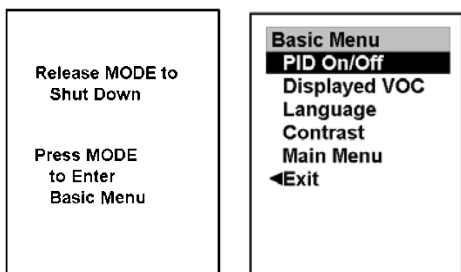 Release MODE to
Shut Down
Press MODE
to Enter
Basic Menu
Basic Menu
PID On/Off
Displayed VOC
Language
Contrast
Main Menu
◄Exit